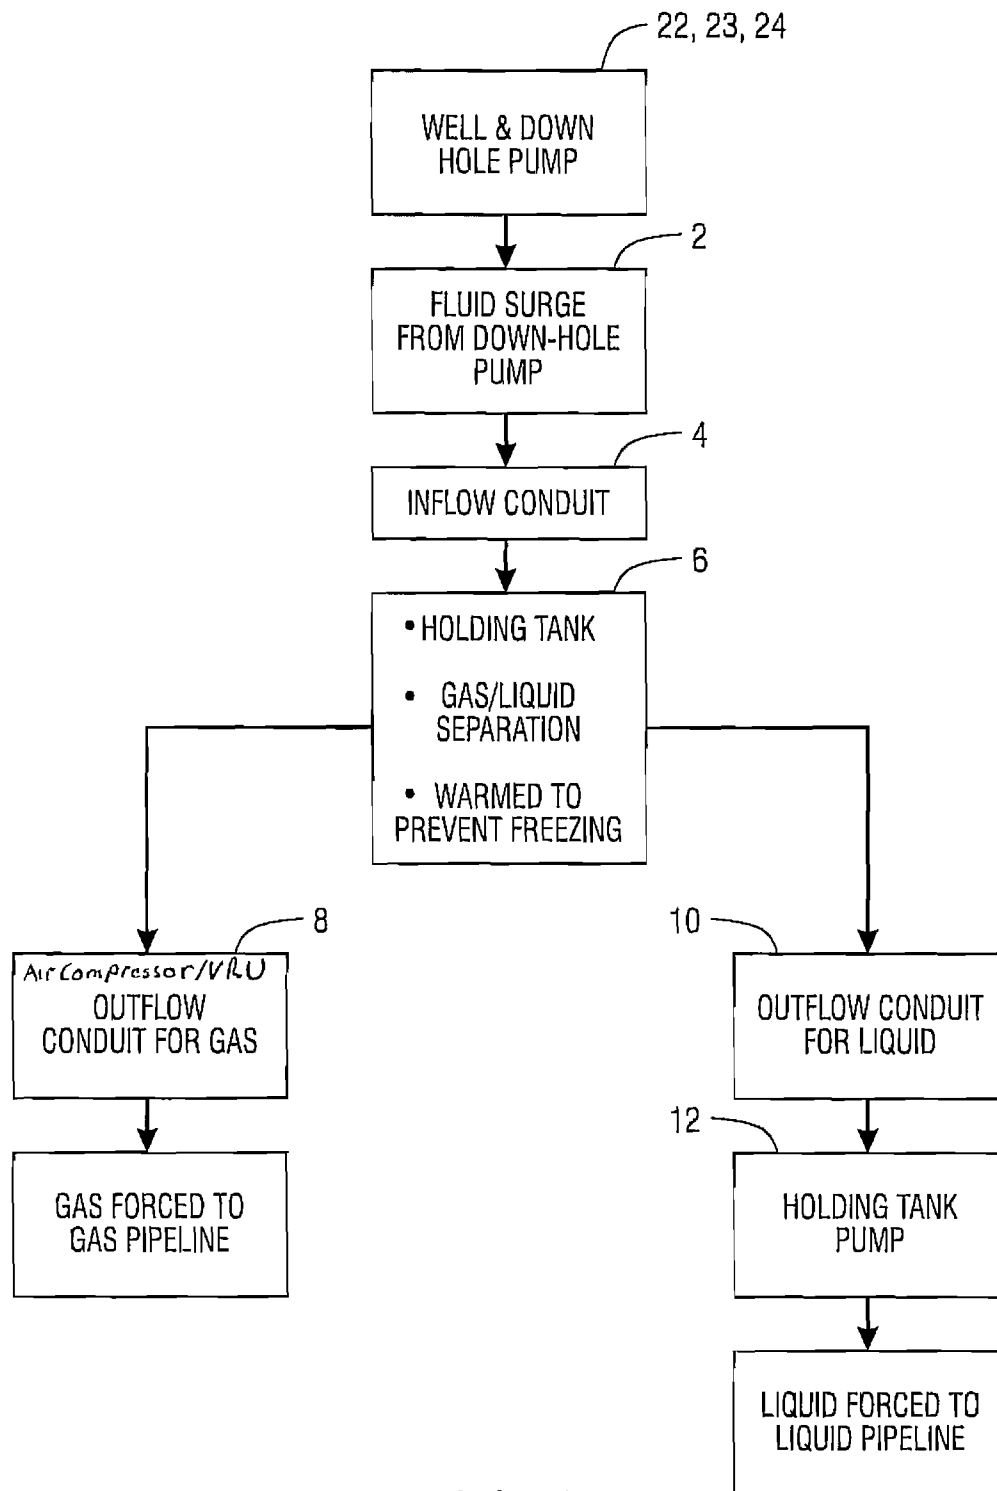 22, 23, 24
WELL & DOWN
HOLE PUMP
2
FLUID SURGE
FROM DOWN-HOLE
PUMP
4
INFLOW CONDUIT
6
• HOLDING TANK
• GAS/LIQUID
SEPARATION
• WARMED TO
PREVENT FREEZING
8
Air Compressor/VRU
OUTFLOW
CONDUIT FOR GAS
GAS FORCED TO
GAS PIPELINE
10
OUTFLOW CONDUIT
FOR LIQUID
12
HOLDING TANK
PUMP
LIQUID FORCED TO
LIQUID PIPELINE